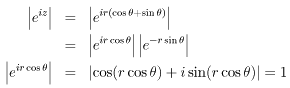 |e^{iz}| = |e^{ir(cos θ+sin θ)}|
= |e^{ir cos θ}| |e^{−r sin θ}|
|e^{ir cos θ}| = |cos(r cos θ) + i sin(r cos θ)| = 1